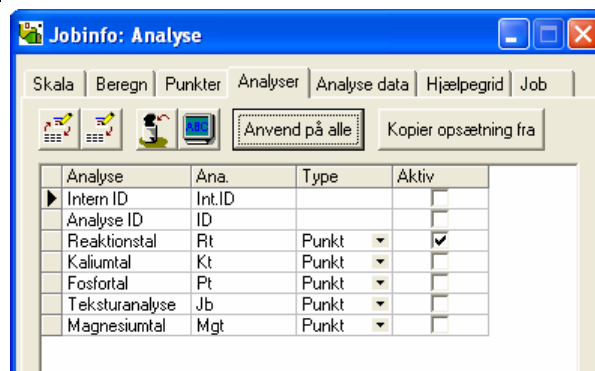 Jobinfo: Analyse
Skala Beregn Punkter Analyser Analyse data Hjælpegrid Job
ABC Anvend på alle Kopier opsætning fra
Analyse Ana. Type Aktiv
Intern ID Int.ID
Analyse ID ID
Reaktionstal Rt Punkt
Kaliumtal Kt Punkt
Fosfortal Pt Punkt
Teksturanalyse Jb Punkt
Magnesiumtal Mgt Punkt